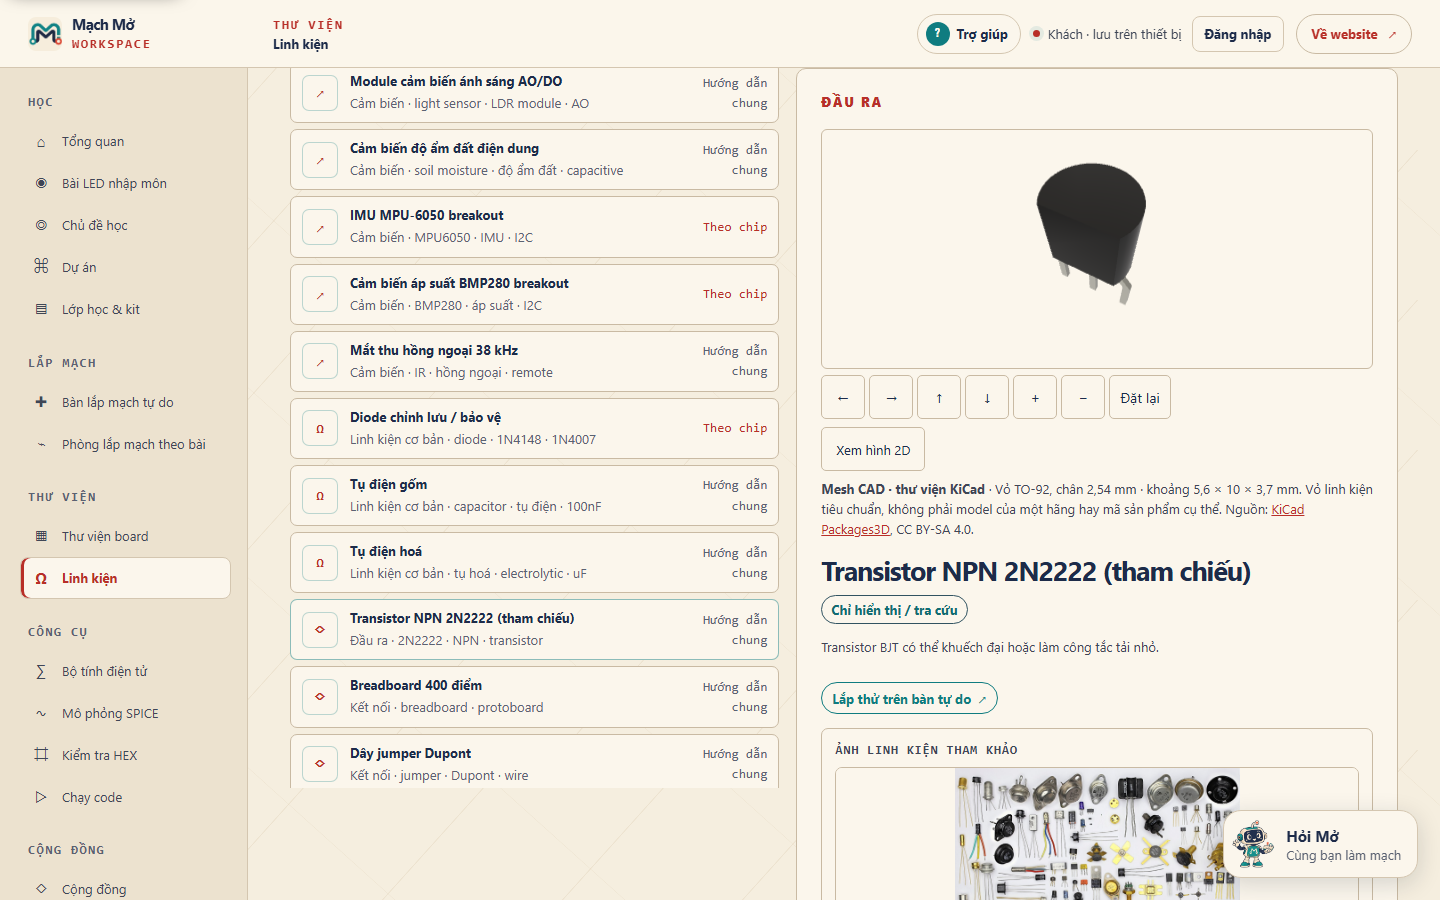 Mạch Mở
WORKSPACE
THƯ VIỆN
Linh kiện
? Trợ giúp
Khách · lưu trên thiết bị
Đăng nhập
Về website ↗
HỌC
Tổng quan
Bài LED nhập môn
Chủ đề học
Dự án
Lớp học & kit
LẮP MẠCH
Bàn lắp mạch tự do
Phòng lắp mạch theo bài
THƯ VIỆN
Thư viện board
Ω Linh kiện
CÔNG CỤ
∑ Bộ tính điện tử
Mô phỏng SPICE
Kiểm tra HEX
Chạy code
CỘNG ĐỒNG
Cộng đồng
Module cảm biến ánh sáng AO/DO
Cảm biến · light sensor · LDR module · AO
Hướng dẫn
chung
Cảm biến độ ẩm đất điện dung
Cảm biến · soil moisture · độ ẩm đất · capacitive
Hướng dẫn
chung
IMU MPU-6050 breakout
Cảm biến · MPU6050 · IMU · I2C
Theo chip
Cảm biến áp suất BMP280 breakout
Cảm biến · BMP280 · áp suất · I2C
Theo chip
Mắt thu hồng ngoại 38 kHz
Cảm biến · IR · hồng ngoại · remote
Hướng dẫn
chung
Ω
Diode chỉnh lưu / bảo vệ
Linh kiện cơ bản · diode · 1N4148 · 1N4007
Theo chip
Ω
Tụ điện gốm
Linh kiện cơ bản · capacitor · tụ điện · 100nF
Hướng dẫn
chung
Ω
Tụ điện hoá
Linh kiện cơ bản · tụ hoá · electrolytic · uF
Hướng dẫn
chung
Transistor NPN 2N2222 (tham chiếu)
Đầu ra · 2N2222 · NPN · transistor
Hướng dẫn
chung
Breadboard 400 điểm
Kết nối · breadboard · protoboard
Hướng dẫn
chung
Dây jumper Dupont
Kết nối · jumper · Dupont · wire
Hướng dẫn
chung
ĐẦU RA
← → ↑ ↓ + − Đặt lại
Xem hình 2D
Mesh CAD · thư viện KiCad · Vỏ TO-92, chân 2,54 mm · khoảng 5,6 × 10 × 3,7 mm. Vỏ linh kiện
tiêu chuẩn, không phải model của một hãng hay mã sản phẩm cụ thể. Nguồn: KiCad
Packages3D, CC BY-SA 4.0.
Transistor NPN 2N2222 (tham chiếu)
Chỉ hiển thị / tra cứu
Transistor BJT có thể khuếch đại hoặc làm công tắc tải nhỏ.
Lắp thử trên bàn tự do ↗
ẢNH LINH KIỆN THAM KHẢO
Hỏi Mở
Cùng bạn làm mạch